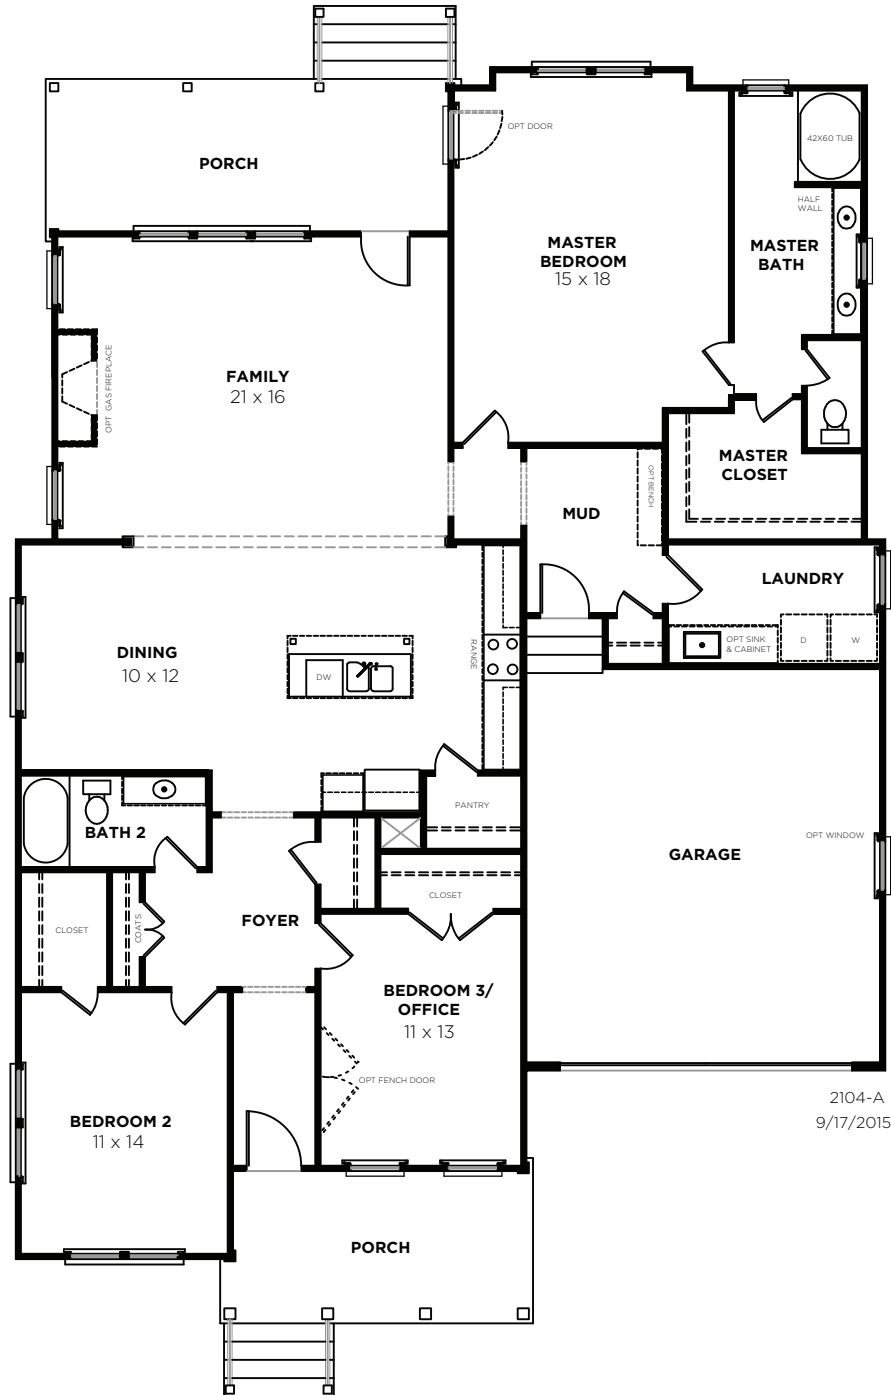 OPT DOOR
42X60 TUB
PORCH
HALF
WALL
MASTER
BEDROOM
15 x 18
MASTER
BATH
OPT GAS FIREPLACE
FAMILY
21 x 16
MASTER
CLOSET
OPT BENCH
MUD
LAUNDRY
DINING
10 x 12
RANGE
OPT SINK
& CABINET
D
W
DW
PANTRY
BATH 2
GARAGE
OPT WINDOW
CLOSET
CLOSET
COATS
FOYER
BEDROOM 3/
OFFICE
11 x 13
OPT FENCH DOOR
2104-A
9/17/2015
BEDROOM 2
11 x 14
PORCH